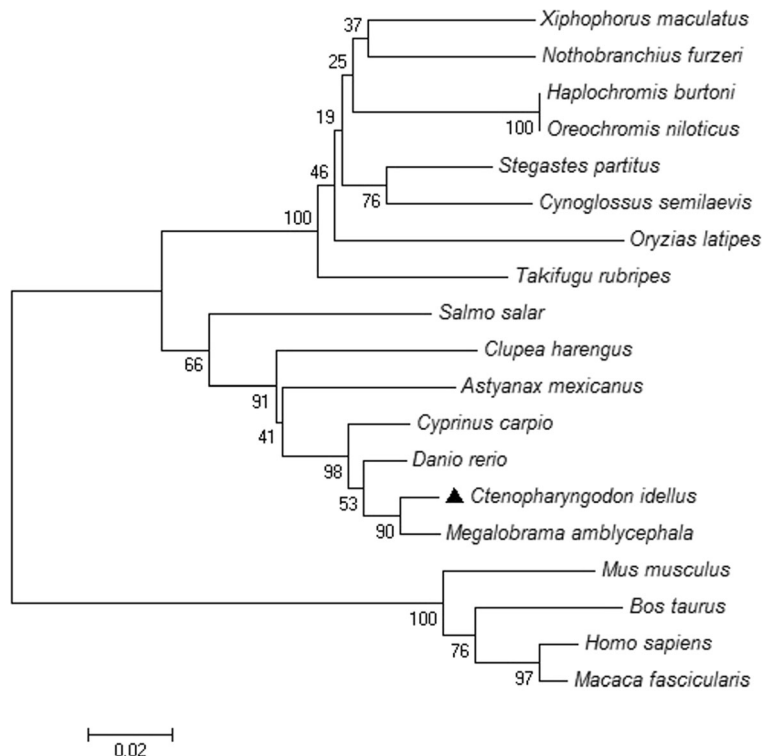 37 Xiphophorus maculatus
25 Nothobranchius furzeri
Haplochromis burtoni
19
100 Oreochromis niloticus
46 Stegastes partitus
76 Cynoglossus semilaevis
100
Oryzias latipes
Takifugu rubripes
Salmo salar
66 Clupea harengus
91 Astyanax mexicanus
41 Cyprinus carpio
98 Danio rerio
53 ▲ Ctenopharyngodon idellus
90 Megalobrama amblycephala
Mus musculus
100 Bos taurus
76 Homo sapiens
97 Macaca fascicularis
0.02